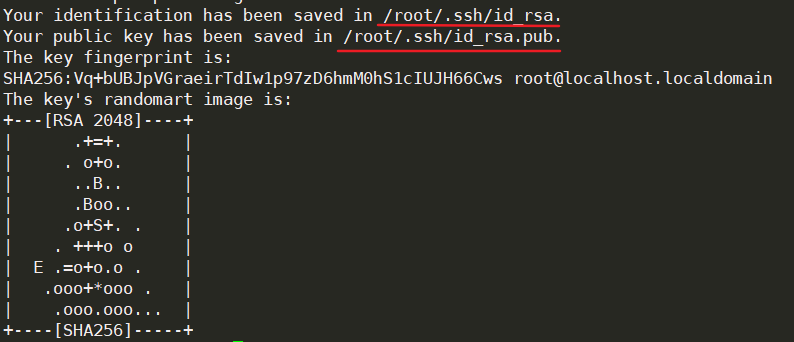 Your identification has been saved in /root/.ssh/id_rsa.
Your public key has been saved in /root/.ssh/id_rsa.pub.
The key fingerprint is:
SHA256:Vq+bUBJpVGraeirTdIw1p97zD6hmM0hS1cIUJH66Cws root@localhost.localdomain
The key's randomart image is:
+---[RSA 2048]----+
|      .+=+.      |
|     . o+o.      |
|      ..B..      |
|      .Boo..     |
|     .o+S+. .    |
|    . +++o o     |
|  E .=o+o.o .    |
|   .ooo+*ooo .   |
|    .ooo.ooo...  |
+----[SHA256]-----+